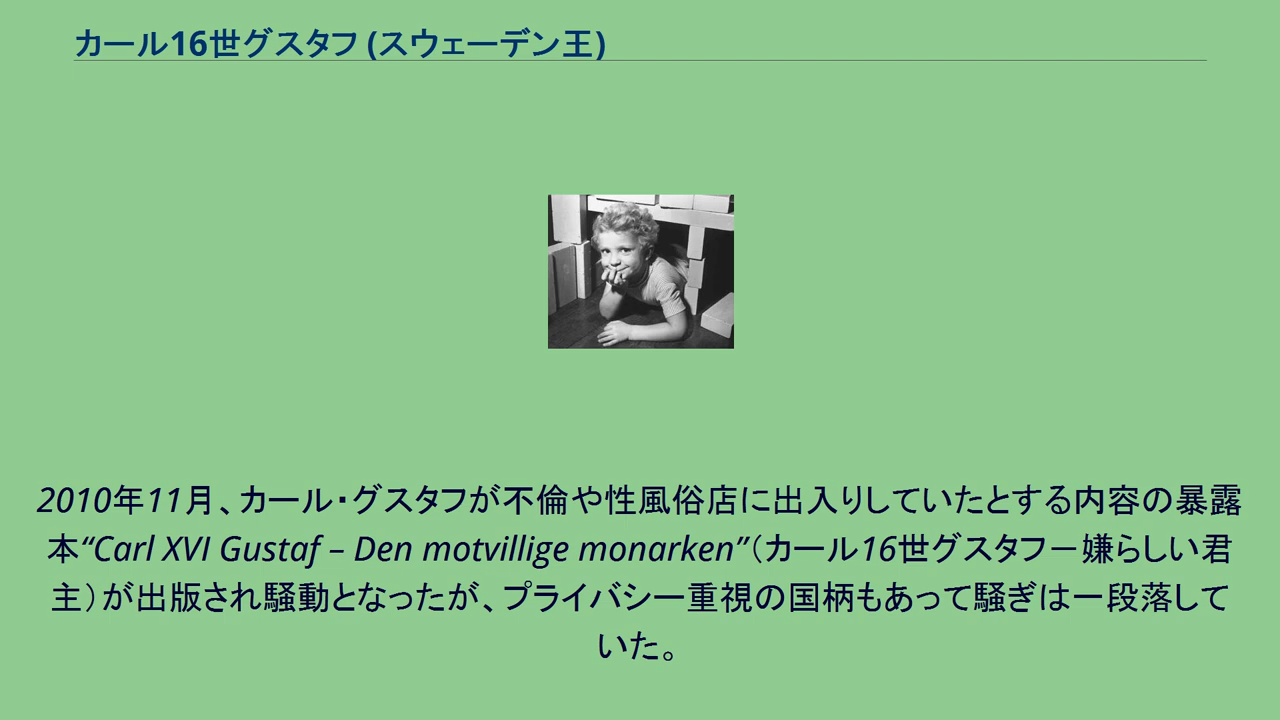 カール16世グスタフ (スウェーデン王)
2010年11月、カール・グスタフが不倫や性風俗店に出入りしていたとする内容の暴露
本“Carl XVI Gustaf – Den motvillige monarken”（カール16世グスタフ－嫌らしい君
主）が出版され騒動となったが、プライバシー重視の国柄もあって騒ぎは一段落して
いた。